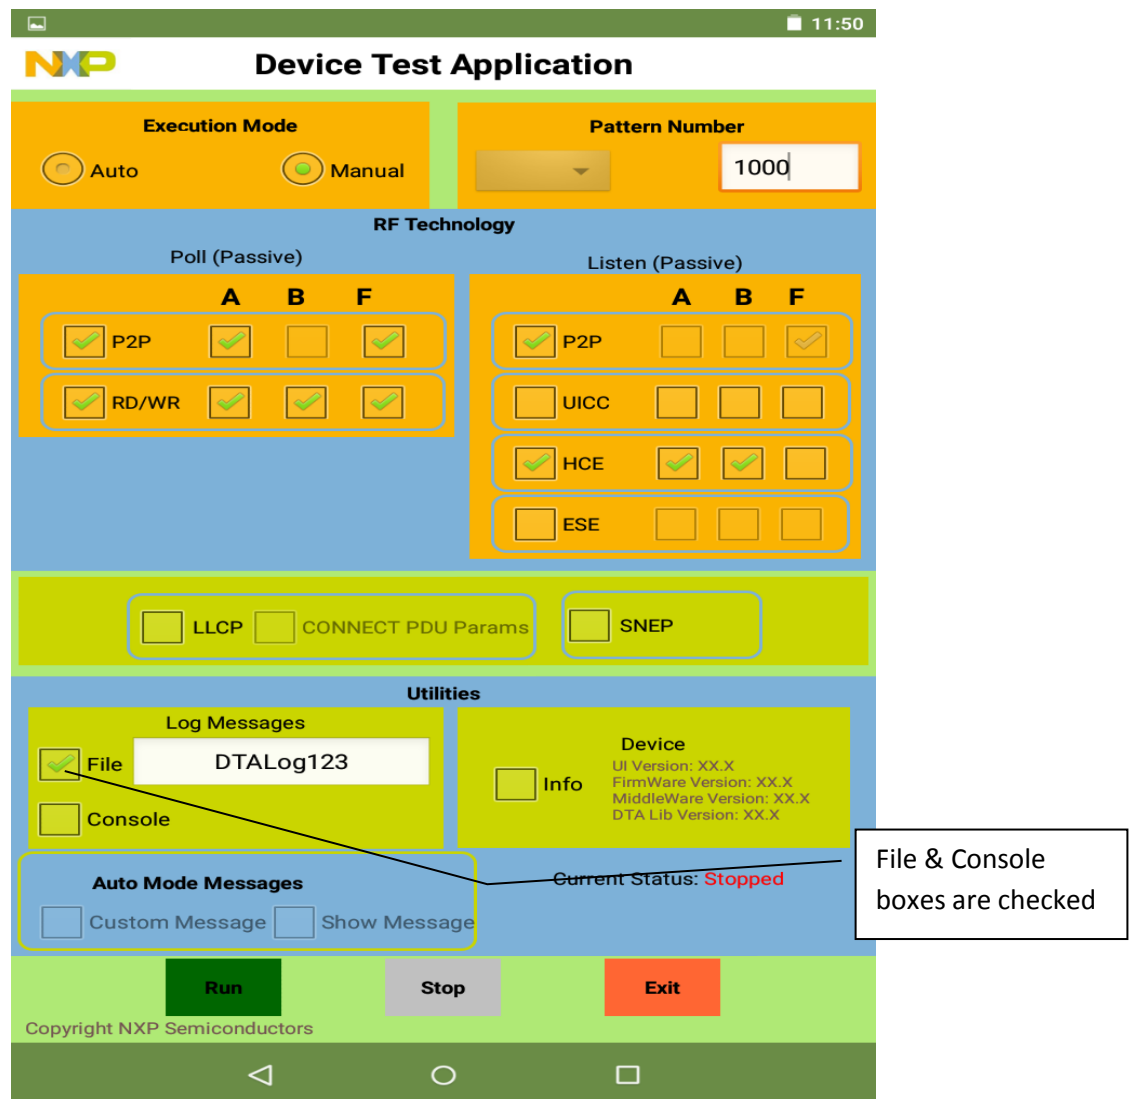 11:50
NXP Device Test Application
Execution Mode
Auto Manual
Pattern Number
1000
RF Technology
Poll (Passive)
A B F
P2P
RD/WR
Listen (Passive)
A B F
P2P
UICC
HCE
ESE
LLCP CONNECT PDU Params SNEP
Utilities
Log Messages
File DTALog123
Console
Info
Device
UI Version: XX.X
FirmWare Version: XX.X
MiddleWare Version: XX.X
DTA Lib Version: XX.X
File & Console
boxes are checked
Auto Mode Messages
Custom Message Show Message
Current Status: Stopped
Run Stop Exit
Copyright NXP Semiconductors